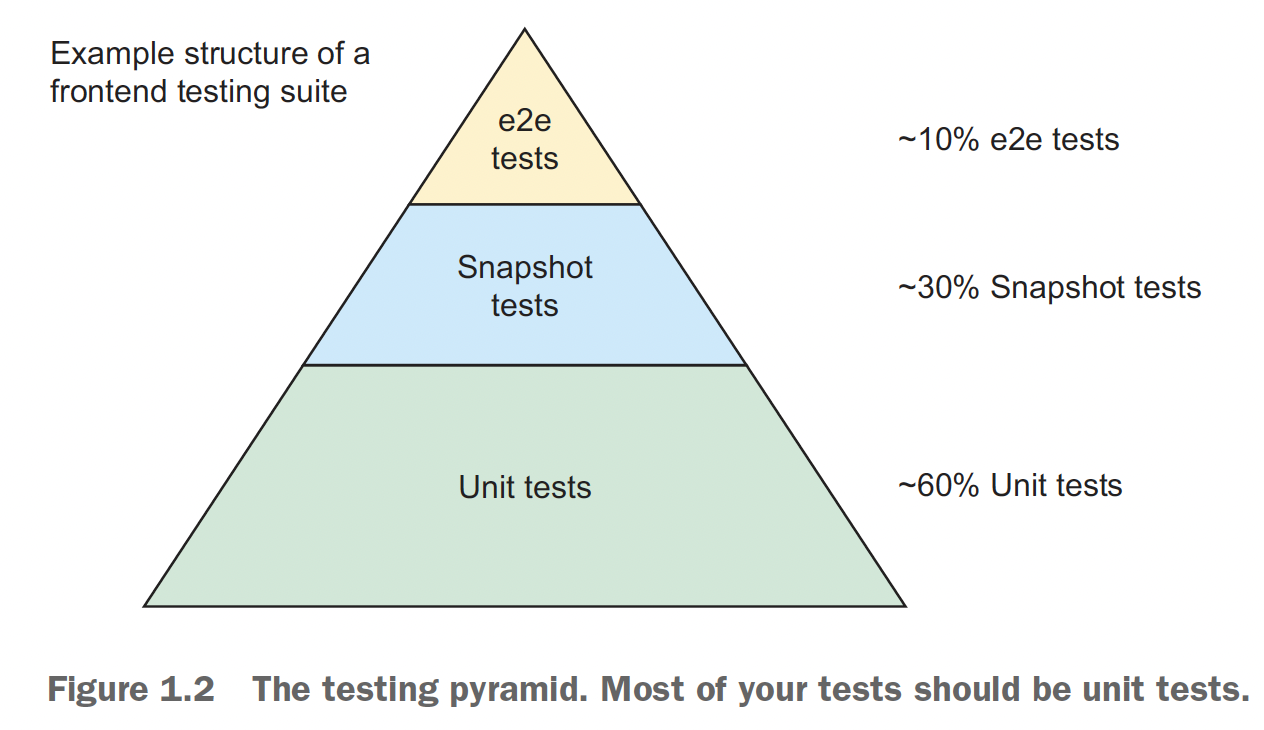 Example structure of a
frontend testing suite
e2e
tests
~10% e2e tests
Snapshot
tests
~30% Snapshot tests
Unit tests
~60% Unit tests
Figure 1.2 The testing pyramid. Most of your tests should be unit tests.